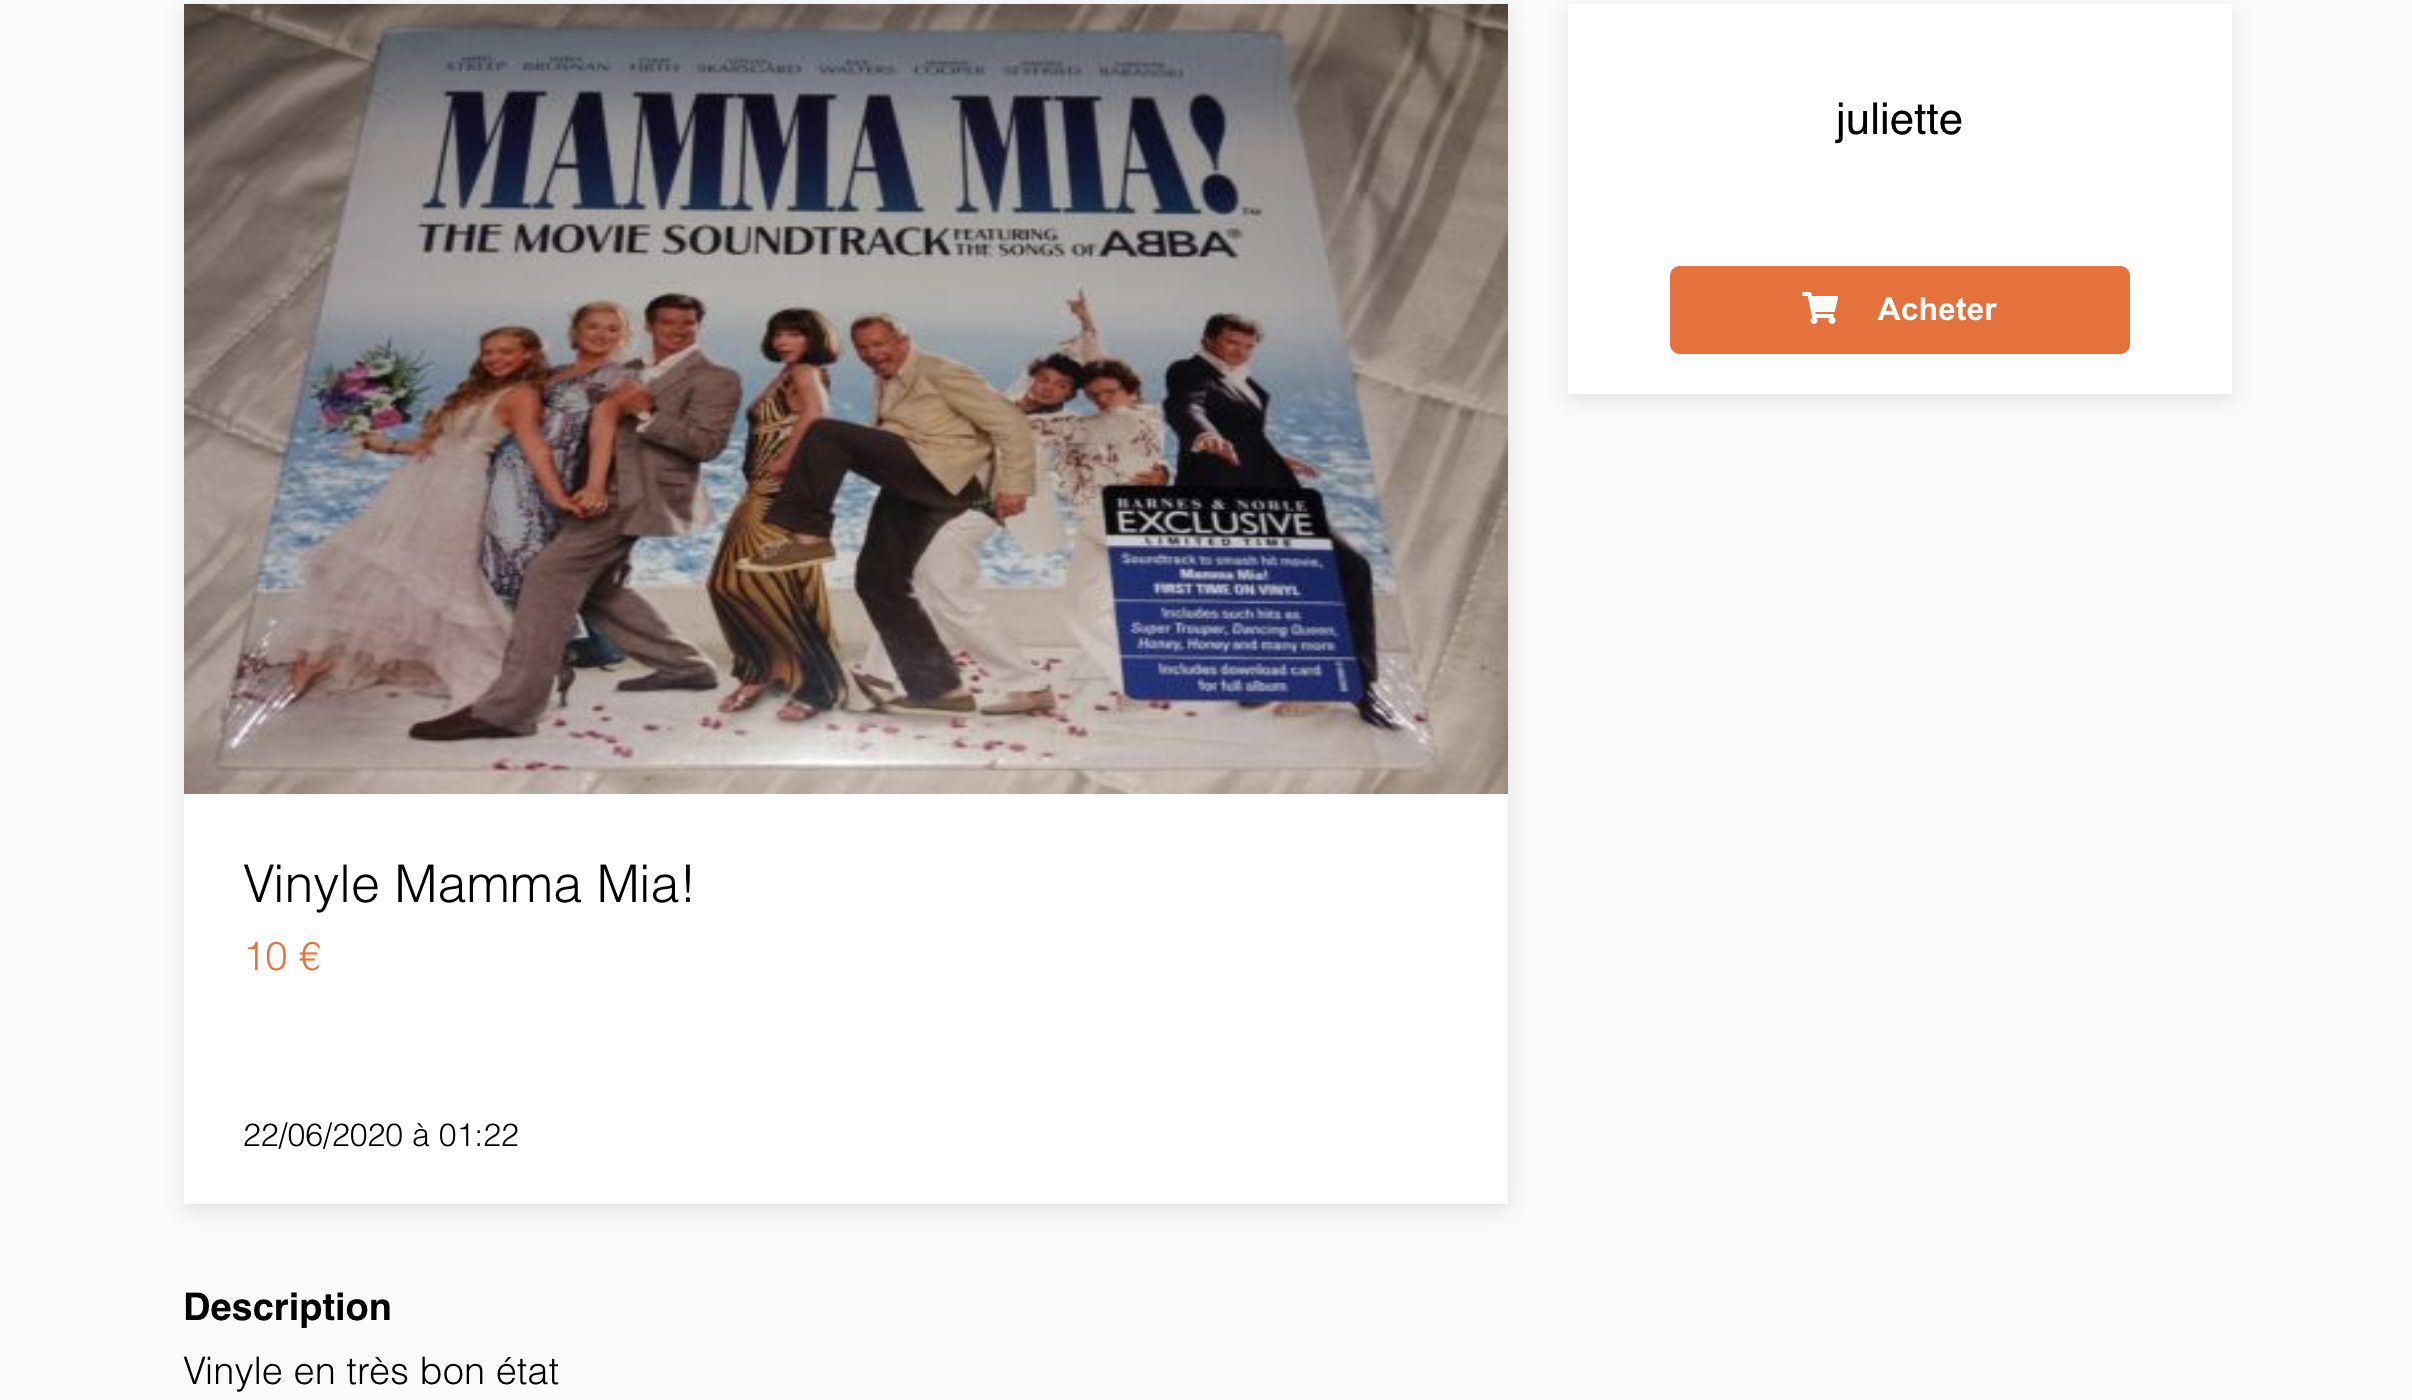 STREEP BROSNAN FIRTH SKARSGÅRD WALTERS COOPER SEYFRIED BARANSKI
MAMMA MIA!™
THE MOVIE SOUNDTRACK FEATURING THE SONGS OF ABBA®
BARNES & NOBLE
EXCLUSIVE
LIMITED TIME
Soundtrack to smash hit movie,
Mamma Mia!
FIRST TIME ON VINYL
Includes such hits as
Super Trouper, Dancing Queen,
Honey, Honey and many more
Includes download card
for full album
juliette
Acheter
Vinyle Mamma Mia!
10 €
22/06/2020 à 01:22
Description
Vinyle en très bon état